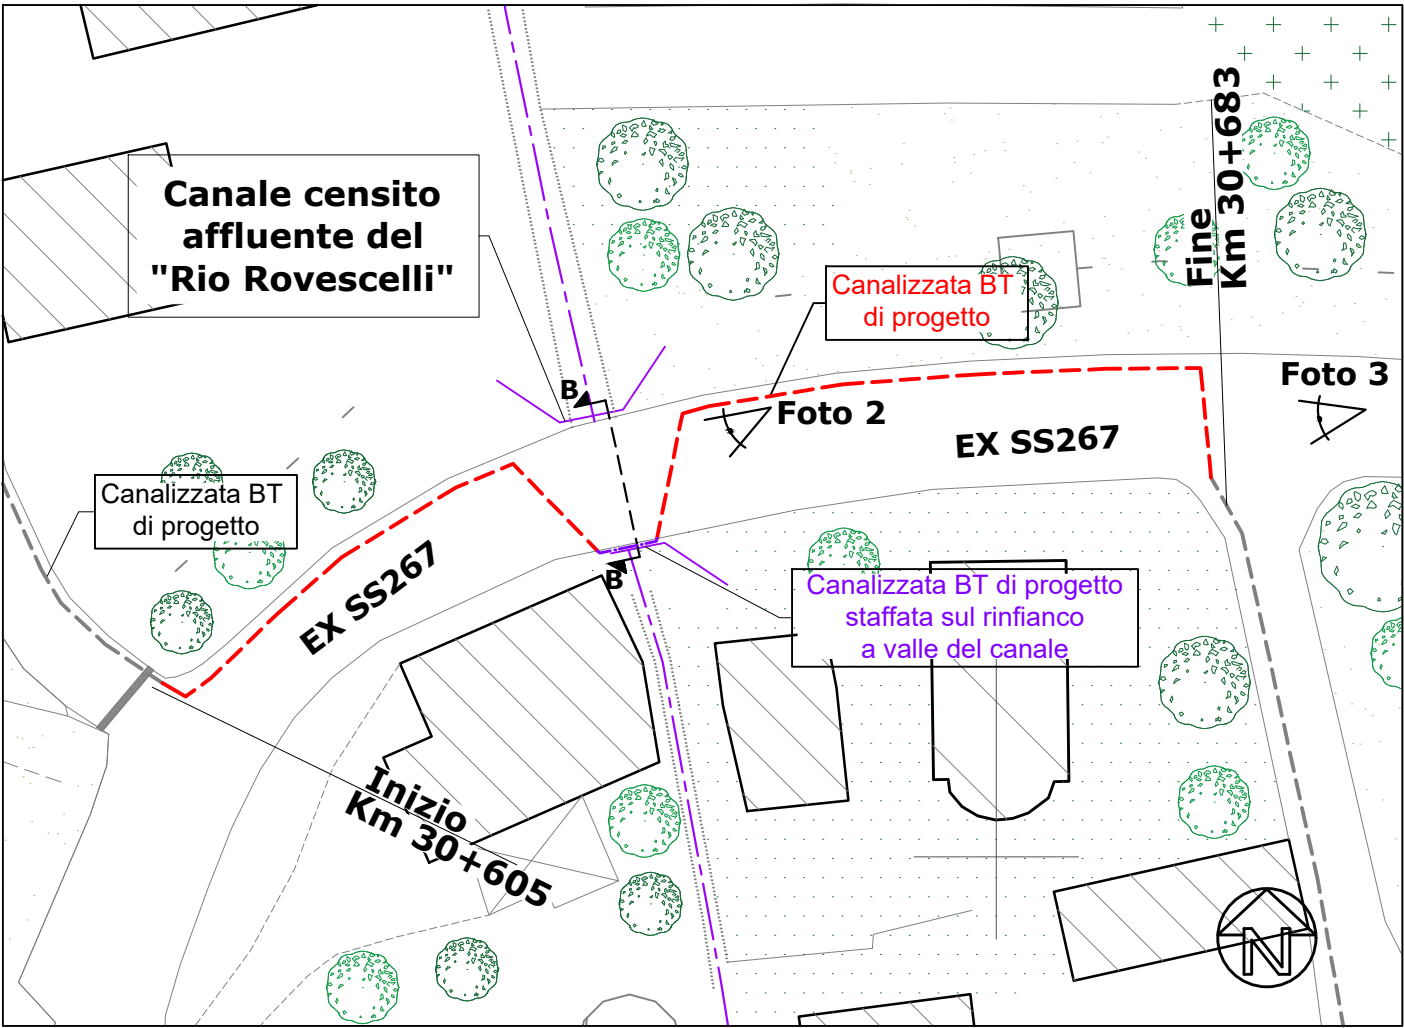 Canale censito
affluente del
"Rio Rovescelli"
Fine
Km 30+683
Canalizzata BT
di progetto
Foto 3
B
Foto 2
EX SS267
Canalizzata BT
di progetto
EX SS267
B
Canalizzata BT di progetto
staffata sul rinfianco
a valle del canale
Inizio
Km 30+605
N